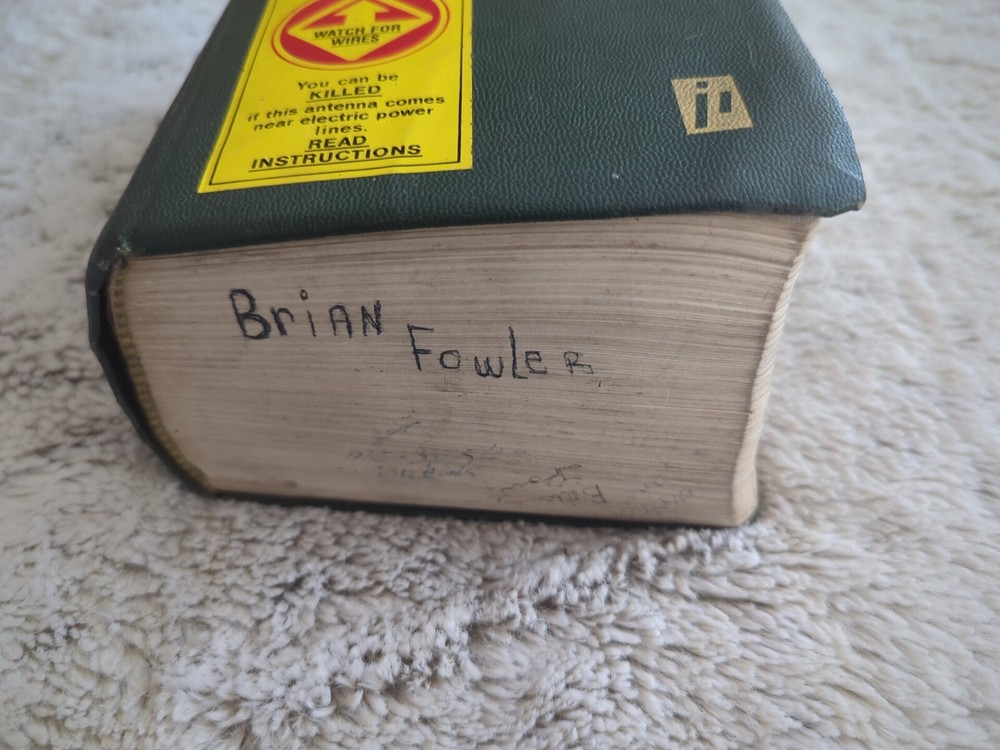 WATCH FOR
WIRES
You can be
KILLED
if this antenna comes
near electric power
lines.
READ
INSTRUCTIONS
BriAN
FowLeR